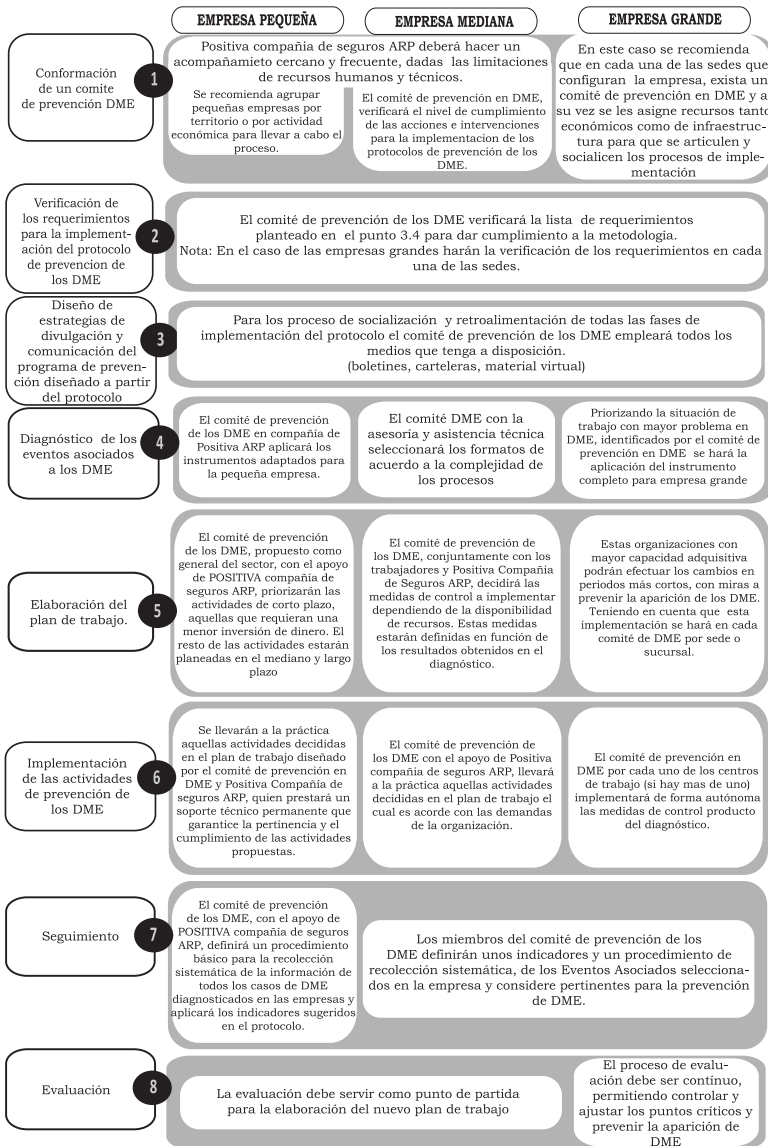 EMPRESA PEQUEÑA
EMPRESA MEDIANA
EMPRESA GRANDE
Conformación
de un comite
de prevención DME
1
Positiva compañia de seguros ARP deberá hacer un
acompañamieto cercano y frecuente, dadas las limitaciones
de recursos humanos y técnicos.
Se recomienda agrupar
pequeñas empresas por
territorio o por actividad
económica para llevar a cabo el
proceso.
El comité de prevención en DME,
verificará el nivel de cumplimiento
de las acciones e intervenciones
para la implementacion de los
protocolos de prevención de los
DME.
En este caso se recomienda
que en cada una de las sedes que
configuran la empresa, exista un
comité de prevención en DME y a
su vez se les asigne recursos tanto
económicos como de infraestruc-
tura para que se articulen y
socialicen los procesos de imple-
mentación
Verificación de
los requerimientos
para la implement-
ación del protocolo
de prevencion de
los DME
2
El comité de prevención de los DME verificará la lista de requerimientos
planteado en el punto 3.4 para dar cumplimiento a la metodología.
Nota: En el caso de las empresas grandes harán la verificación de los requerimientos en cada
una de las sedes.
Diseño de
estrategias de
divulgación y
comunicación del
programa de preven-
ción diseñado a partir
del protocolo
3
Para los proceso de socialización y retroalimentación de todas las fases de
implementación del protocolo el comité de prevención de los DME empleará todos los
medios que tenga a disposición.
(boletines, carteleras, material virtual)
Diagnóstico de los
eventos asociados
a los DME
4
El comité de prevención
de los DME en compañía de
Positiva ARP aplicará los
instrumentos adaptados para
la pequeña empresa.
El comité DME con la
asesoría y asistencia técnica
seleccionará los formatos de
acuerdo a la complejidad de
los procesos
Priorizando la situación de
trabajo con mayor problema en
DME, identificados por el comité de
prevención en DME se hará la
aplicación del instrumento
completo para empresa grande
Elaboración del
plan de trabajo.
5
El comité de prevención
de los DME, propuesto como
general del sector, con el apoyo
de POSITIVA compañía de
seguros ARP, priorizarán las
actividades de corto plazo,
aquellas que requieran una
menor inversión de dinero. El
resto de las actividades estarán
planeadas en el mediano y largo
plazo
El comité de prevención de
los DME, conjuntamente con los
trabajadores y Positiva Compañía
de Seguros ARP, decidirá las
medidas de control a implementar
dependiendo de la disponibilidad
de recursos. Estas medidas
estarán definidas en función de
los resultados obtenidos en el
diagnóstico.
Estas organizaciones con
mayor capacidad adquisitiva
podrán efectuar los cambios en
periodos más cortos, con miras a
prevenir la aparición de los DME.
Teniendo en cuenta que esta
implementación se hará en cada
comité de DME por sede o
sucursal.
Implementación
de las actividades
de prevención de
los DME
6
Se llevarán a la práctica
aquellas actividades decididas
en el plan de trabajo diseñado
por el comité de prevención en
DME y Positiva Compañía de
seguros ARP, quien prestará un
soporte técnico permanente que
garantice la pertinencia y el
cumplimiento de las actividades
propuestas.
El comité de prevención de
los DME con el apoyo de Positiva
compañia de seguros ARP, llevará
a la práctica aquellas actividades
decididas en el plan de trabajo el
cual es acorde con las demandas
de la organización.
El comité de prevención en
DME por cada uno de los centros
de trabajo (si hay mas de uno)
implementará de forma autónoma
las medidas de control producto
del diagnóstico.
Seguimiento
7
El comité de prevención
de los DME, con el apoyo de
POSITIVA compañía de seguros
ARP, definirá un procedimiento
básico para la recolección
sistemática de la información de
todos los casos de DME
diagnosticados en las empresas y
aplicará los indicadores sugeridos
en el protocolo.
Los miembros del comité de prevención de los
DME definirán unos indicadores y un procedimiento de
recolección sistemática, de los Eventos Asociados selecciona-
dos en la empresa y considere pertinentes para la prevención
de DME.
Evaluación
8
La evaluación debe servir como punto de partida
para la elaboración del nuevo plan de trabajo
El proceso de evalu-
ación debe ser continuo,
permitiendo controlar y
ajustar los puntos críticos y
prevenir la aparición de
DME